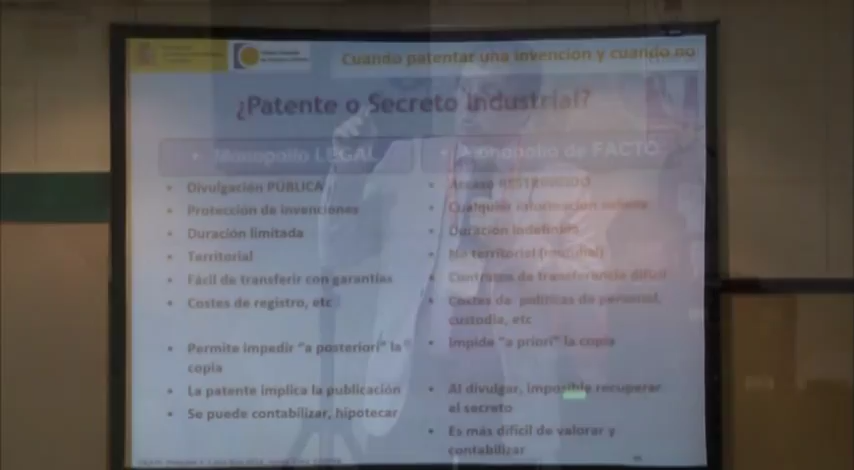 Cuando patentar una invención y cuando no
¿Patente o Secreto Industrial?
• Monopolio LEGAL
• Divulgación PÚBLICA
• Protección de invenciones
• Duración limitada
• Territorial
• Fácil de transferir con garantías
• Costes de registro, etc
• Permite impedir "a posteriori" la
copia
• La patente implica la publicación
• Se puede contabilizar, hipotecar
• Monopolio de FACTO
• Acceso RESTRINGIDO
• Cualquier información
• Duración indefinida
• No territorial (mundial)
• Contratos de transferencia difícil
• Costes de políticas de personal,
custodia, etc
• Impide "a priori" la copia
• Al divulgar, imposible recuperar
el secreto
• Es más difícil de valorar y
contabilizar